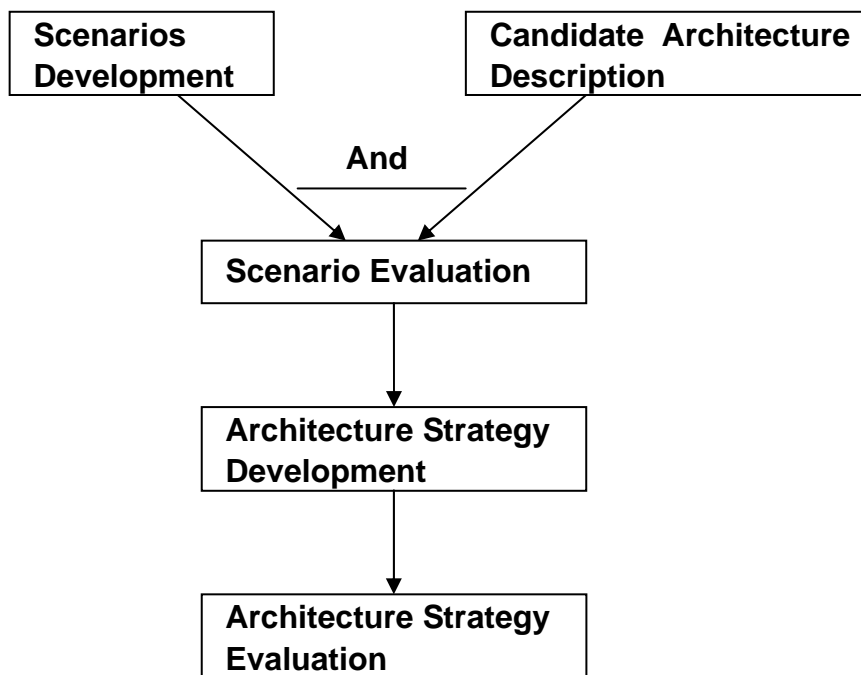 Scenarios
Development
Candidate Architecture
Description
And
Scenario Evaluation
Architecture Strategy
Development
Architecture Strategy
Evaluation